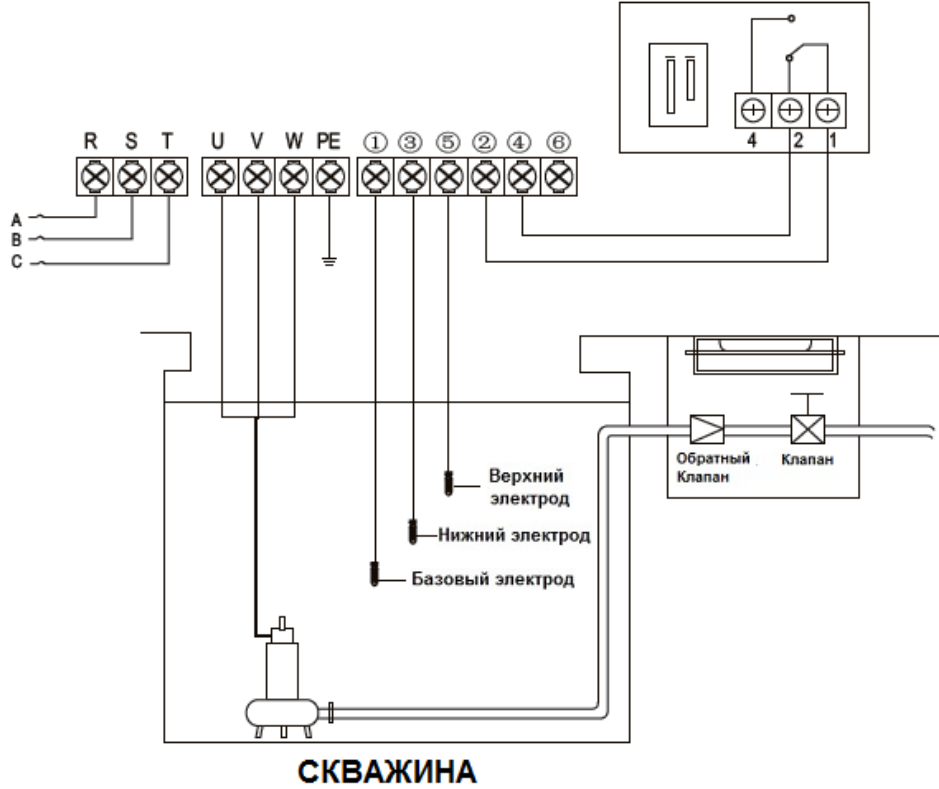 R S T U V W PE ① ③ ⑤ ② ④ ⑥
4 2 1
A
B
C
Верхний
электрод
Нижний электрод
Базовый электрод
Обратный
Клапан
Клапан
СКВАЖИНА